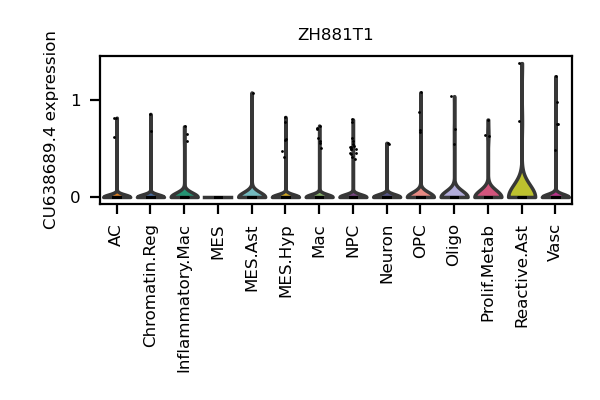 ZH881T1
CU638689.4 expression
1
0
AC
Chromatin.Reg
Inflammatory.Mac
MES
MES.Ast
MES.Hyp
Mac
NPC
Neuron
OPC
Oligo
Prolif.Metab
Reactive.Ast
Vasc